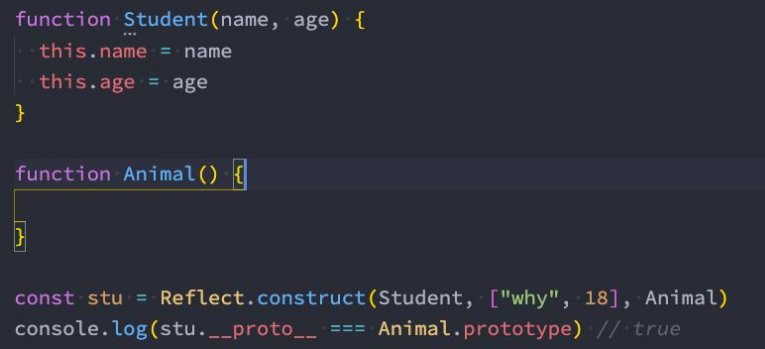 function Student(name, age) {
  this.name = name
  this.age = age
}
function Animal() {
}
const stu = Reflect.construct(Student, ["why", 18], Animal)
console.log(stu.__proto__ === Animal.prototype) // true